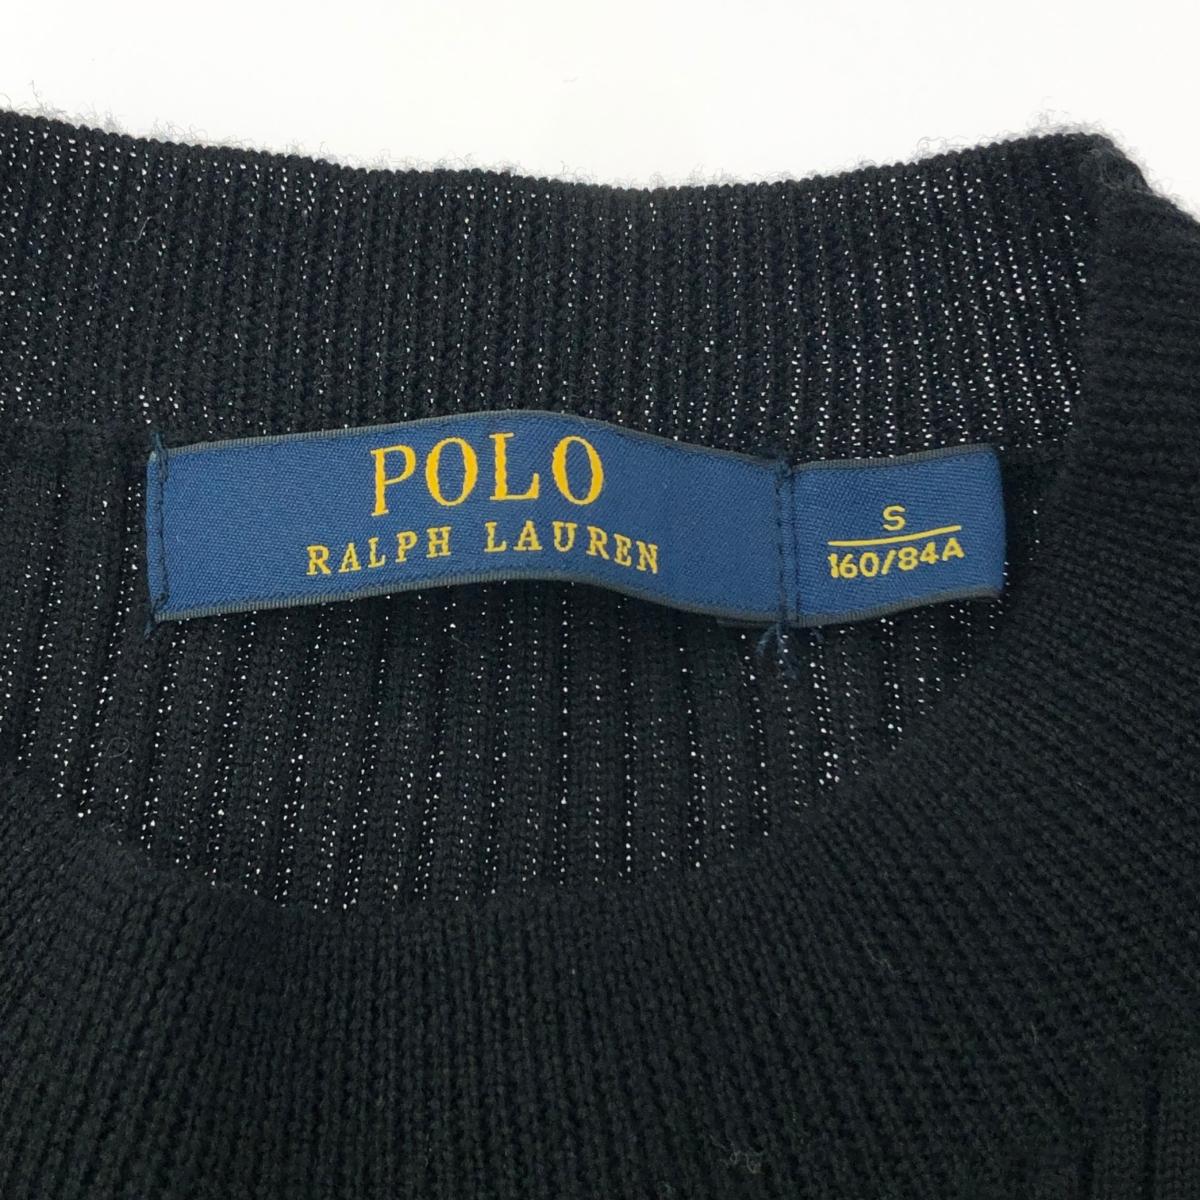 POLO
RALPH LAUREN
S
160/84A